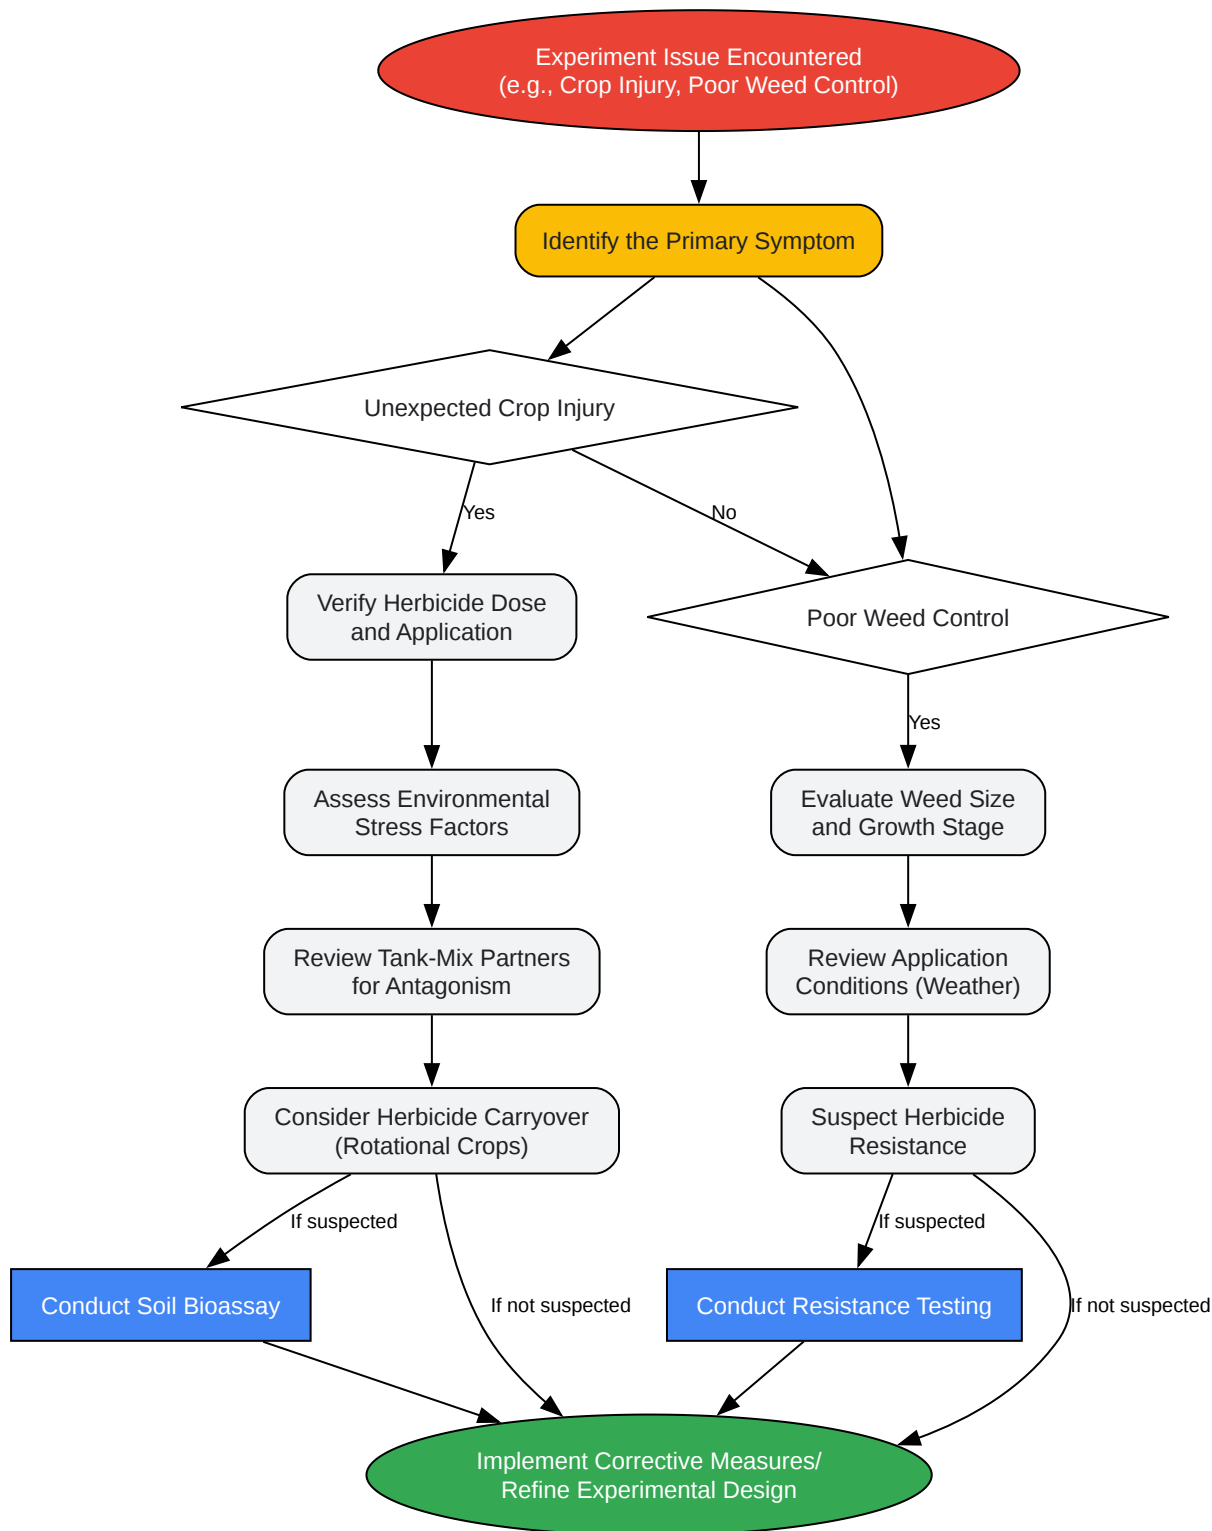 Experiment Issue Encountered
(e.g., Crop Injury, Poor Weed Control)
Identify the Primary Symptom
Unexpected Crop Injury
Yes
No
Verify Herbicide Dose
and Application
Poor Weed Control
Yes
Assess Environmental
Stress Factors
Evaluate Weed Size
and Growth Stage
Review Tank-Mix Partners
for Antagonism
Review Application
Conditions (Weather)
Consider Herbicide Carryover
(Rotational Crops)
Suspect Herbicide
Resistance
If suspected
If suspected
Conduct Soil Bioassay
If not suspected
Conduct Resistance Testing
If not suspected
Implement Corrective Measures/
Refine Experimental Design